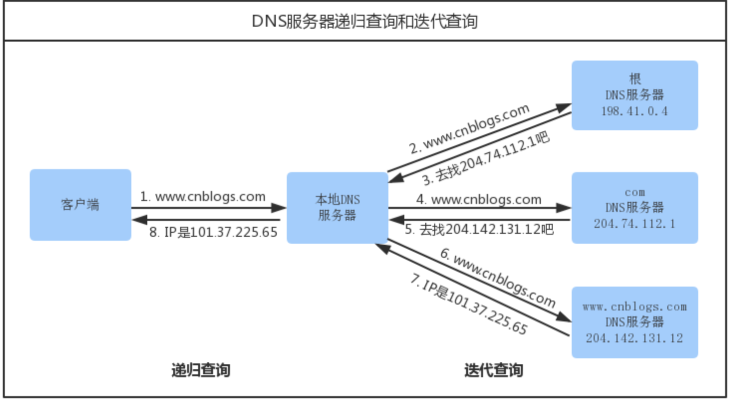 DNS服务器递归查询和迭代查询
根
DNS服务器
198.41.0.4
2. www.cnblogs.com
3. 去找204.74.112.1吧
客户端
1. www.cnblogs.com
8. IP是101.37.225.65
本地DNS
服务器
4. www.cnblogs.com
5. 去找204.142.131.12吧
com
DNS服务器
204.74.112.1
6. www.cnblogs.com
7. IP是101.37.225.65
www.cnblogs.com
DNS服务器
204.142.131.12
递归查询
迭代查询